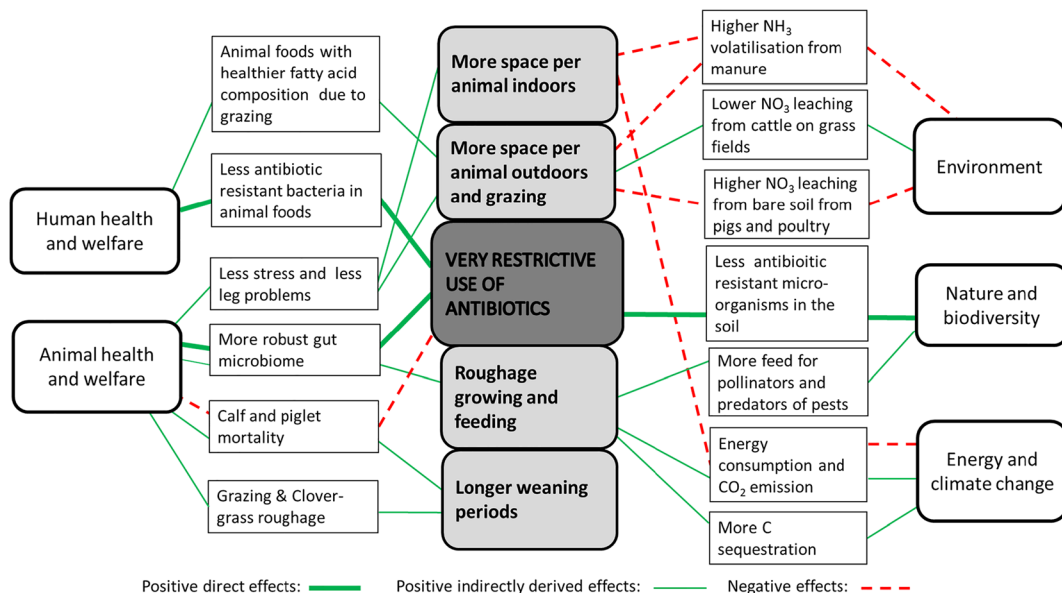 Animal foods with
healthier fatty acid
composition due to
grazing
Less antibiotic
resistant bacteria in
animal foods
Human health
and welfare
Less stress and less
leg problems
More robust gut
microbiome
Animal health
and welfare
Calf and piglet
mortality
Grazing & Clover-
grass roughage
More space per
animal indoors
More space per
animal outdoors
and grazing
VERY RESTRICTIVE
USE OF
ANTIBIOTICS
Roughage
growing and
feeding
Longer weaning
periods
Higher NH₃
volatilisation from
manure
Lower NO₃ leaching
from cattle on grass
fields
Higher NO₃ leaching
from bare soil from
pigs and poultry
Less antibioitic
resistant micro-
organisms in the
soil
More feed for
pollinators and
predators of pests
Energy
consumption and
CO₂ emission
More C
sequestration
Environment
Nature and
biodiversity
Energy and
climate change
Positive direct effects:
Positive indirectly derived effects:
Negative effects: